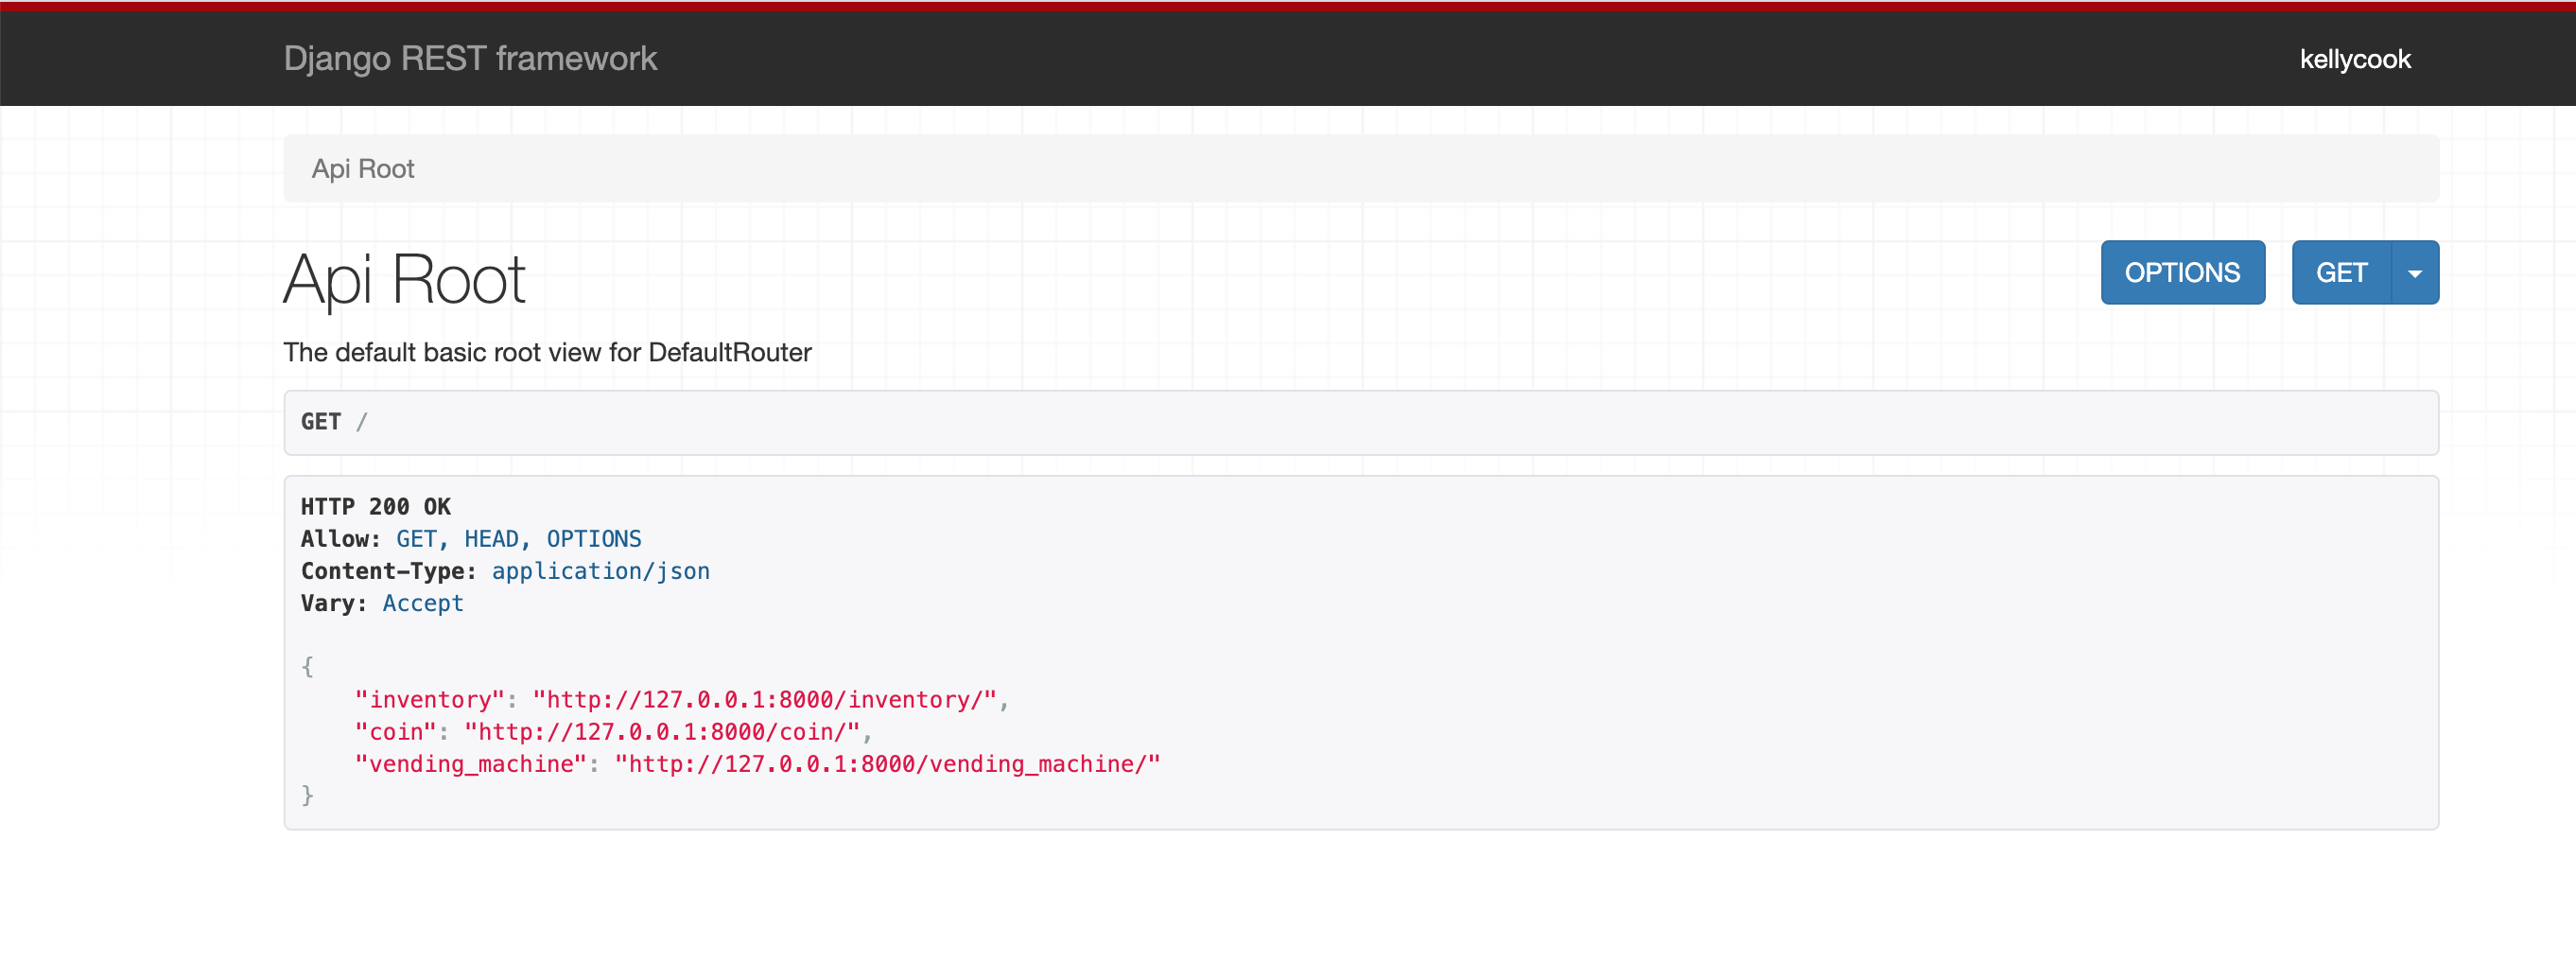 Django REST framework
kellycook
Api Root
Api Root
OPTIONS
GET
The default basic root view for DefaultRouter
GET /
HTTP 200 OK
Allow: GET, HEAD, OPTIONS
Content-Type: application/json
Vary: Accept
{
    "inventory": "http://127.0.0.1:8000/inventory/",
    "coin": "http://127.0.0.1:8000/coin/",
    "vending_machine": "http://127.0.0.1:8000/vending_machine/"
}